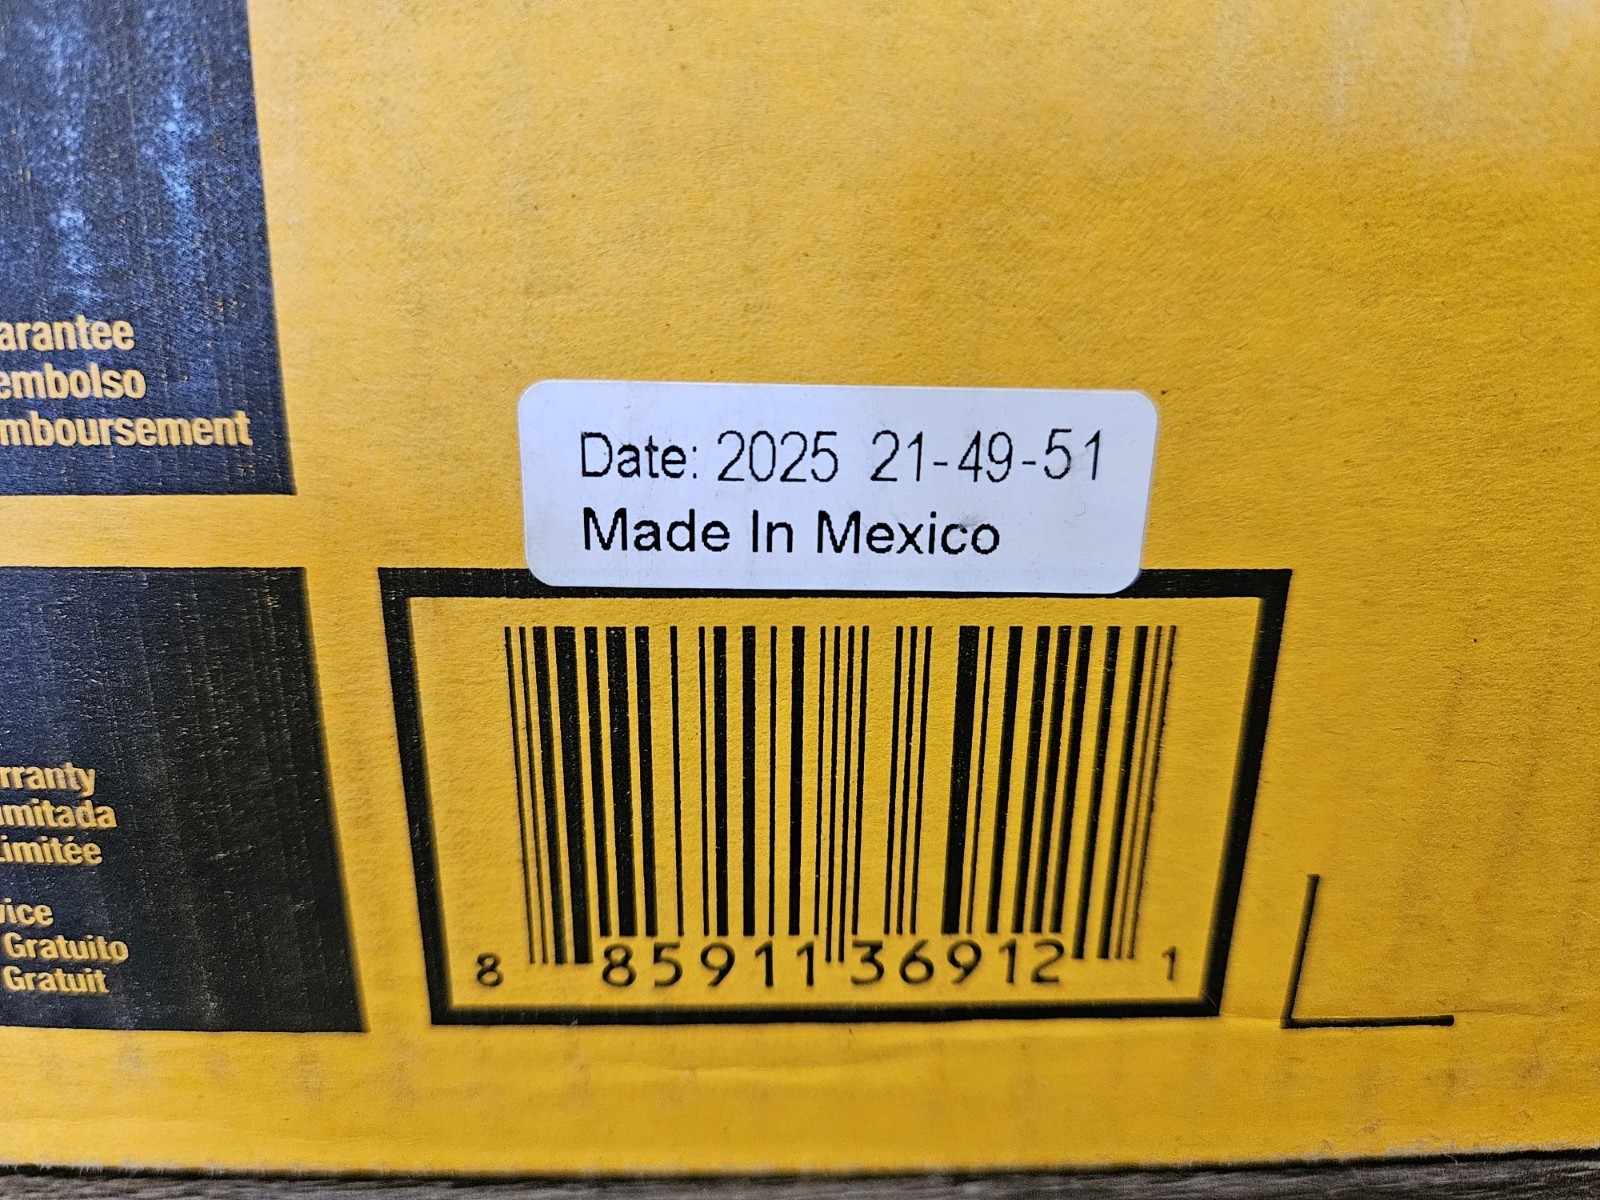 arantee
embolso
mboursement
Date: 2025 21-49-51
Made In Mexico
rranty
imitada
Limitée
vice
Gratuito
Gratuit
8 85911 36912 1